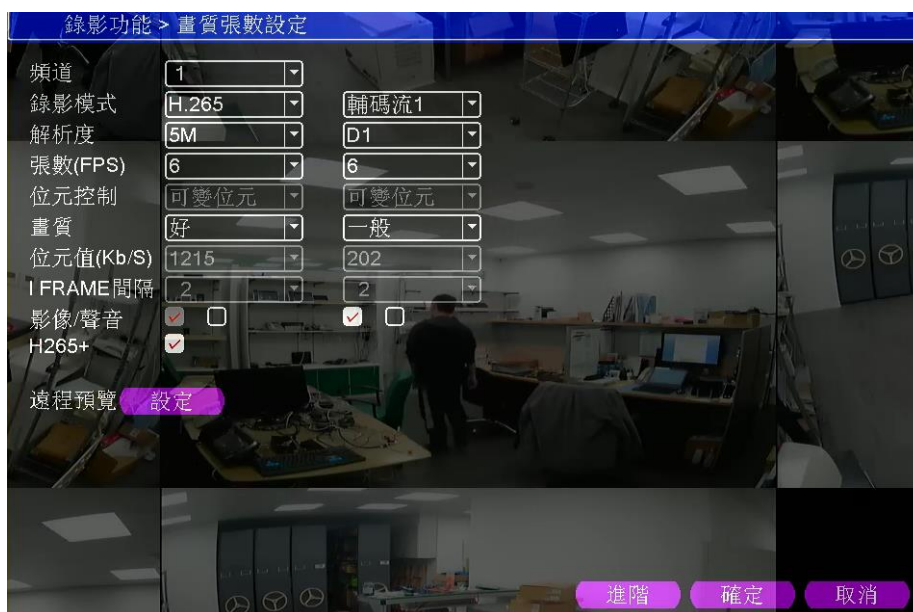 錄影功能 > 畫質張數設定
頻道 1
錄影模式 H.265 輔碼流1
解析度 5M D1
張數(FPS) 6 6
位元控制 可變位元 可變位元
畫質 好 一般
位元值(Kb/S) 1215 202
I FRAME間隔 2 2
影像/聲音
H265+
遠程預覽 設定
進階 確定 取消